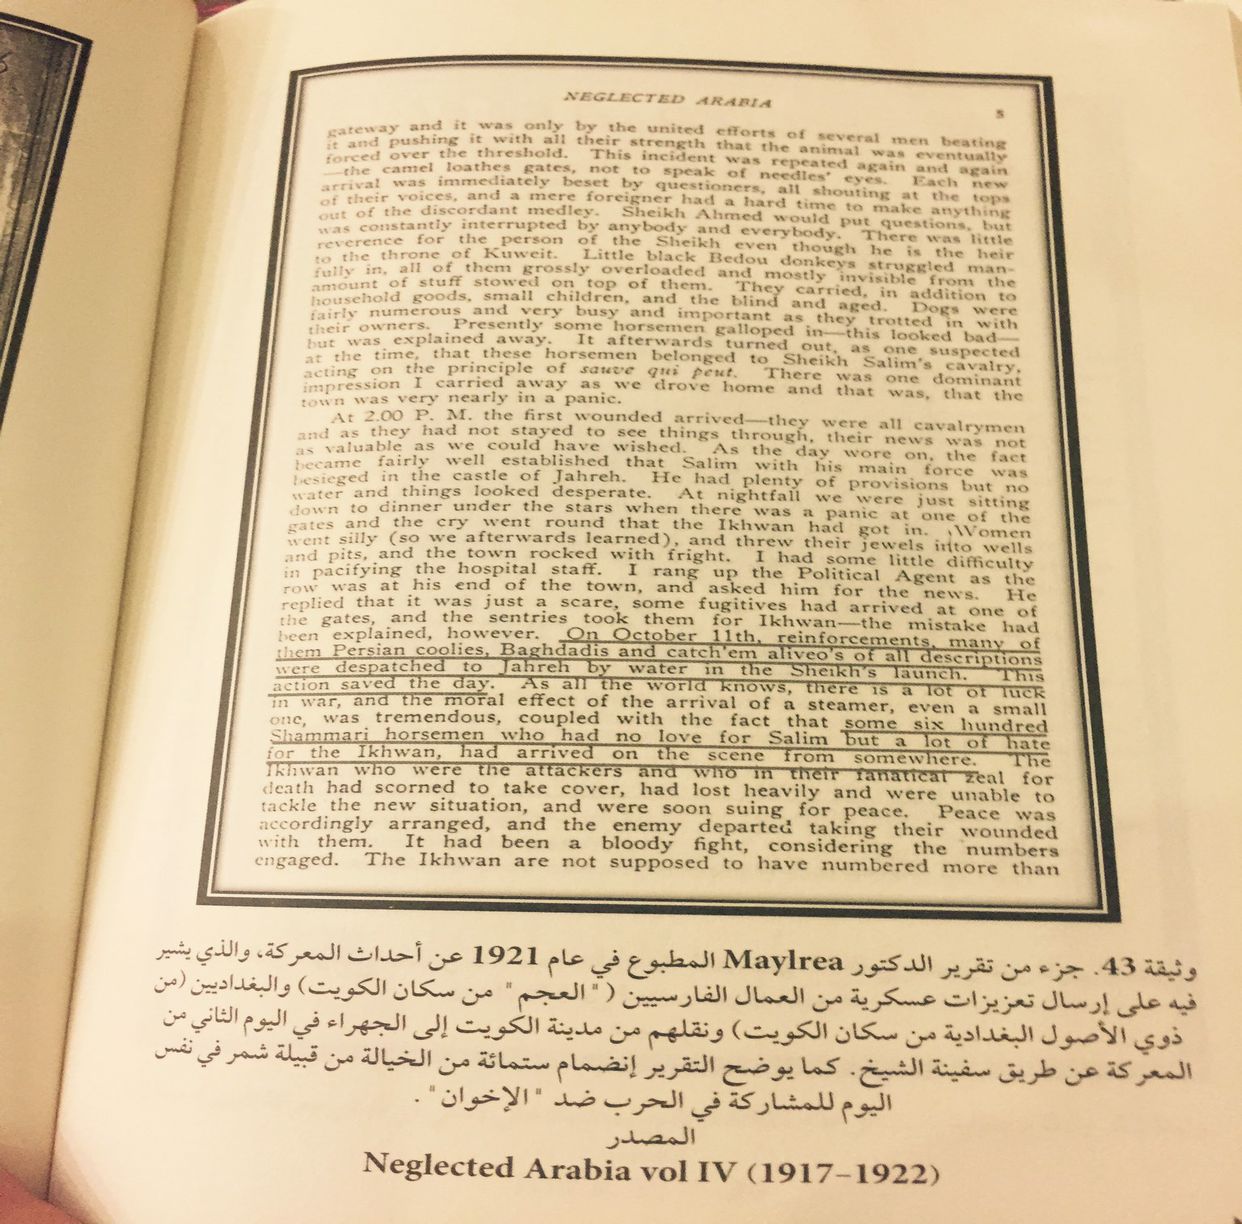 NEGLECTED ARABIA
5
gateway and it was only by the united efforts of several men beating
it and pushing it with all their strength that the animal was eventually
forced over the threshold. This incident was repeated again and again
—the camel loathes gates, not to speak of needles' eyes. Each new
arrival was immediately beset by questioners, all shouting at the tops
of their voices, and a mere foreigner had a hard time to make anything
out of the discordant medley. Sheikh Ahmed would put questions, but
was constantly interrupted by anybody and everybody. There was little
reverence for the person of the Sheikh even though he is the heir
to the throne of Kuweit. Little black Bedou donkeys struggled man-
fully in, all of them grossly overloaded and mostly invisible from the
amount of stuff stowed on top of them. They carried, in addition to
household goods, small children, and the blind and aged. Dogs were
fairly numerous and very busy and important as they trotted in with
their owners. Presently some horsemen galloped in—this looked bad—
but was explained away. It afterwards turned out, as one suspected
at the time, that these horsemen belonged to Sheikh Salim's cavalry,
acting on the principle of sauve qui peut. There was one dominant
impression I carried away as we drove home and that was, that the
town was very nearly in a panic.
At 2.00 P. M. the first wounded arrived—they were all cavalrymen
and as they had not stayed to see things through, their news was not
as valuable as we could have wished. As the day wore on, the fact
became fairly well established that Salim with his main force was
besieged in the castle of Jahreh. He had plenty of provisions but no
water and things looked desperate. At nightfall we were just sitting
down to dinner under the stars when there was a panic at one of the
gates and the cry went round that the Ikhwan had got in. Women
went silly (so we afterwards learned), and threw their jewels into wells
and pits, and the town rocked with fright. I had some little difficulty
in pacifying the hospital staff. I rang up the Political Agent as the
row was at his end of the town, and asked him for the news. He
replied that it was just a scare, some fugitives had arrived at one of
the gates, and the sentries took them for Ikhwan—the mistake had
been explained, however. On October 11th, reinforcements, many of
them Persian coolies, Baghdadis and catch'em aliveo's of all descriptions
were despatched to Jahreh by water in the Sheikh's launch. This
action saved the day. As all the world knows, there is a lot of luck
in war, and the moral effect of the arrival of a steamer, even a small
one, was tremendous, coupled with the fact that some six hundred
Shammari horsemen who had no love for Salim but a lot of hate
for the Ikhwan, had arrived on the scene from somewhere. The
Ikhwan who were the attackers and who in their fanatical zeal for
death had scorned to take cover, had lost heavily and were unable to
tackle the new situation, and were soon suing for peace. Peace was
accordingly arranged, and the enemy departed taking their wounded
with them. It had been a bloody fight, considering the numbers
engaged. The Ikhwan are not supposed to have numbered more than
وثيقة 43. جزء من تقرير الدكتور Maylrea المطبوع في عام 1921 عن أحداث المعركة، والذي يشير
فيه على إرسال تعزيزات عسكرية من العمال الفارسيين ("العجم" من سكان الكويت) والبغداديين (من
ذوي الأصول البغدادية من سكان الكويت) ونقلهم من مدينة الكويت إلى الجهراء في اليوم الثاني من
المعركة عن طريق سفينة الشيخ. كما يوضح التقرير إنضمام ستمائة من الخيالة من قبيلة شمر في نفس
اليوم للمشاركة في الحرب ضد "الإخوان".
المصدر
Neglected Arabia vol IV (1917-1922)